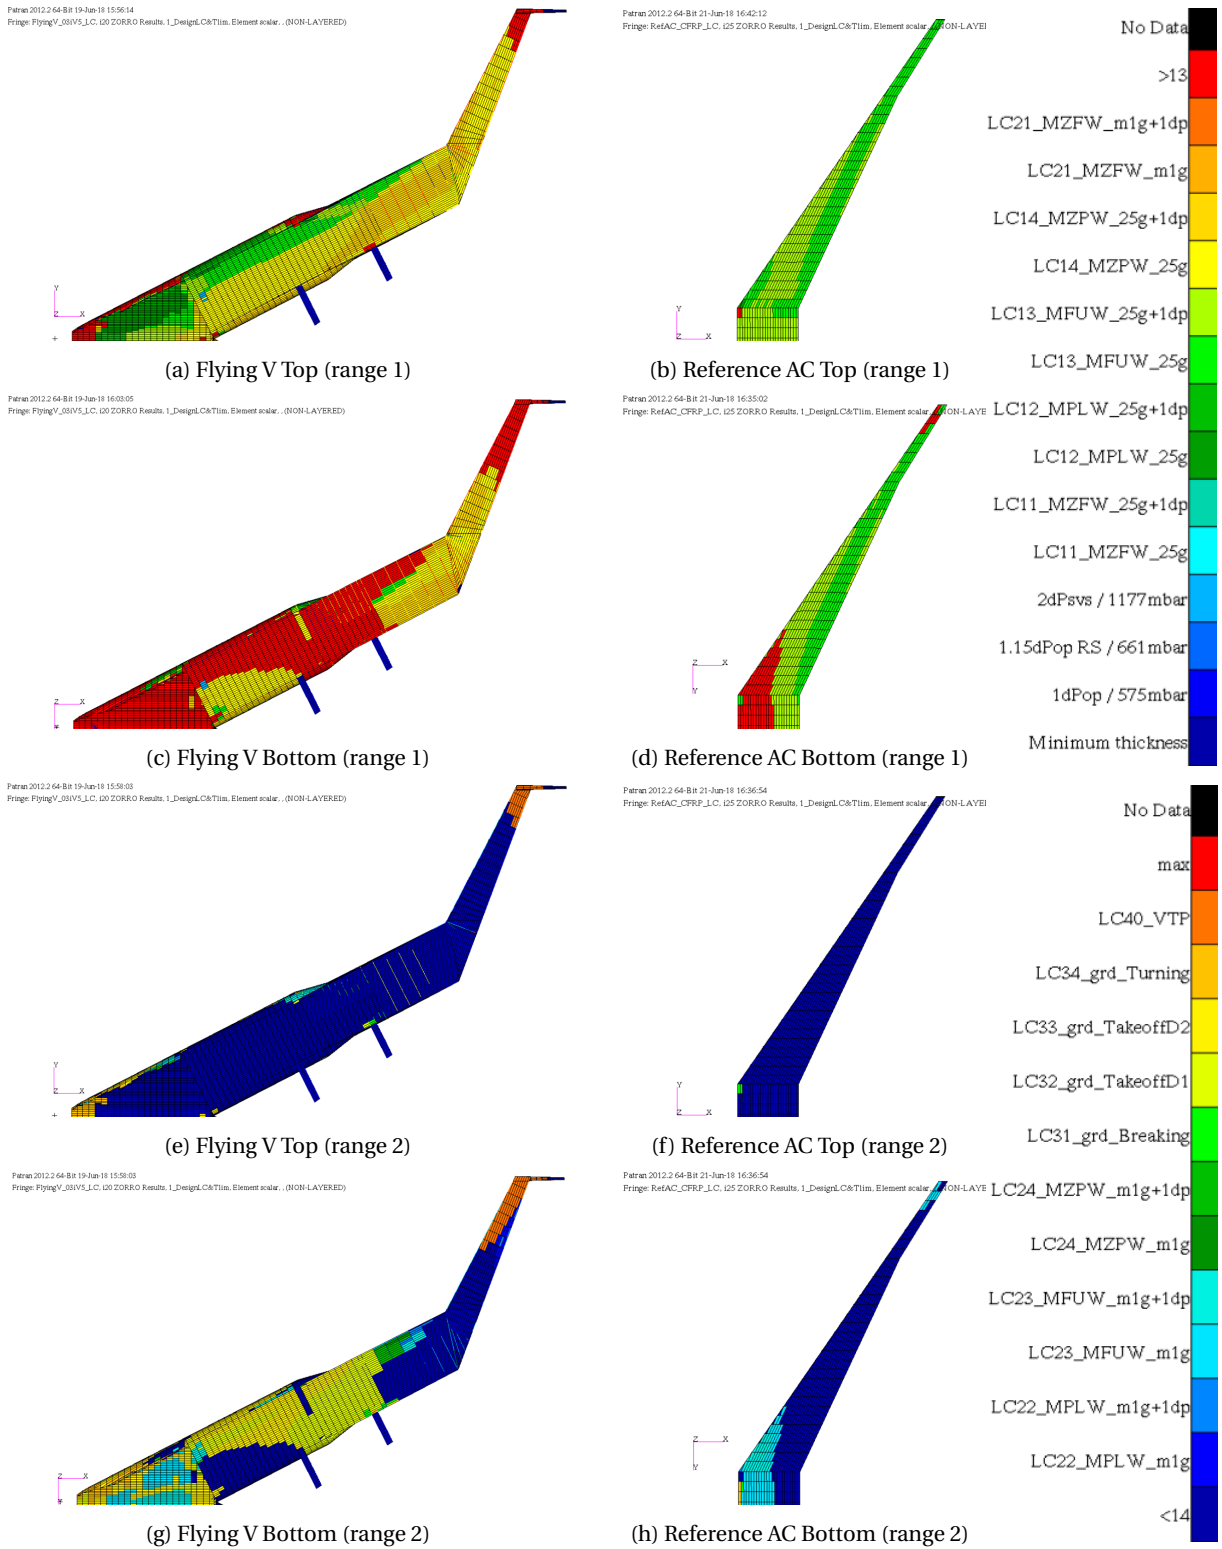 Patran 2012.2 64-Bit 19-Jun-18 15:56:14
Fringe: FlyingV_03iV5_LC, i20 ZORRO Results, 1_DesignLC&Tlim, Element scalar, , (NON-LAYERED)
Patran 2012.2 64-Bit 21-Jun-18 16:42:12
Fringe: RefAC_CFRP_LC, i25 ZORRO Results, 1_DesignLC&Tlim, Element scalar, , (NON-LAYE
(a) Flying V Top (range 1)
(b) Reference AC Top (range 1)
Patran 2012.2 64-Bit 19-Jun-18 16:03:05
Fringe: FlyingV_03iV5_LC, i20 ZORRO Results, 1_DesignLC&Tlim, Element scalar, , (NON-LAYERED)
Patran 2012.2 64-Bit 21-Jun-18 16:35:02
Fringe: RefAC_CFRP_LC, i25 ZORRO Results, 1_DesignLC&Tlim, Element scalar, , (NON-LAYE
(c) Flying V Bottom (range 1)
(d) Reference AC Bottom (range 1)
No Data
>13
LC21_MZFW_m1g+1dp
LC21_MZFW_m1g
LC14_MZPW_25g+1dp
LC14_MZPW_25g
LC13_MFUW_25g+1dp
LC13_MFUW_25g
LC12_MPLW_25g+1dp
LC12_MPLW_25g
LC11_MZFW_25g+1dp
LC11_MZFW_25g
2dPsvs / 1177mbar
1.15dPop RS / 661mbar
1dPop / 575mbar
Minimum thickness
Patran 2012.2 64-Bit 19-Jun-18 15:58:03
Fringe: FlyingV_03iV5_LC, i20 ZORRO Results, 1_DesignLC&Tlim, Element scalar, , (NON-LAYERED)
Patran 2012.2 64-Bit 21-Jun-18 16:36:54
Fringe: RefAC_CFRP_LC, i25 ZORRO Results, 1_DesignLC&Tlim, Element scalar, , (NON-LAYE
(e) Flying V Top (range 2)
(f) Reference AC Top (range 2)
Patran 2012.2 64-Bit 19-Jun-18 15:58:03
Fringe: FlyingV_03iV5_LC, i20 ZORRO Results, 1_DesignLC&Tlim, Element scalar, , (NON-LAYERED)
Patran 2012.2 64-Bit 21-Jun-18 16:36:54
Fringe: RefAC_CFRP_LC, i25 ZORRO Results, 1_DesignLC&Tlim, Element scalar, NON-LAY
(g) Flying V Bottom (range 2)
(h) Reference AC Bottom (range 2)
No Data
max
LC40_VTP
LC34_grd_Turning
LC33_grd_TakeoffD2
LC32_grd_TakeoffD1
LC31_grd_Breaking
LC24_MZPW_m1g+1dp
LC24_MZPW_m1g
LC23_MFUW_m1g+1dp
LC23_MFUW_m1g
LC22_MPLW_m1g+1dp
LC22_MPLW_m1g
<14